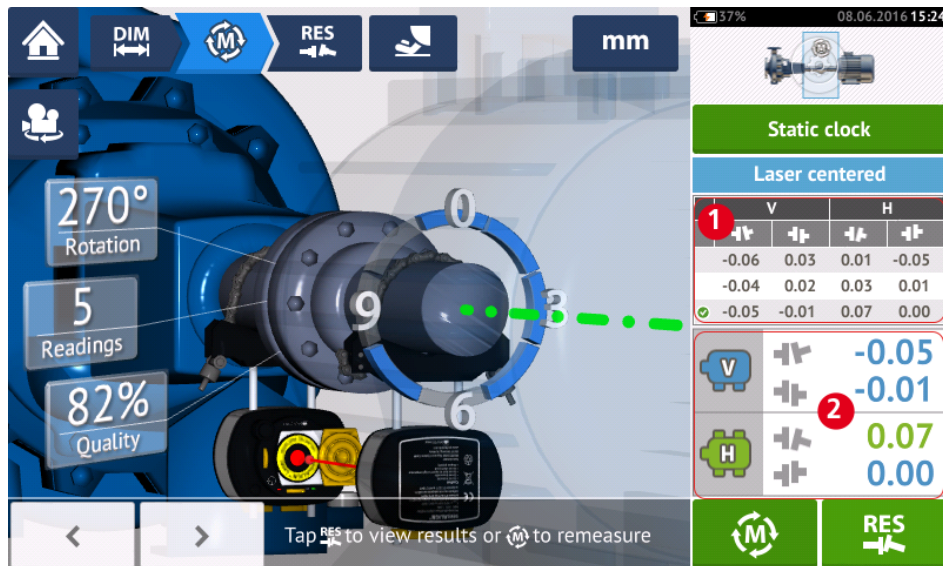 DIM
M
RES
mm
37%
08.06.2016 15:24
M
Static clock
Laser centered
1
V H
-0.06 0.03 0.01 -0.05
-0.04 0.02 0.03 0.01
-0.05 -0.01 0.07 0.00
270°
Rotation
5
Readings
82%
Quality
0
3
6
9
V
-0.05
-0.01
2
H
0.07
0.00
< >
Tap RES to view results or M to remeasure
M
RES